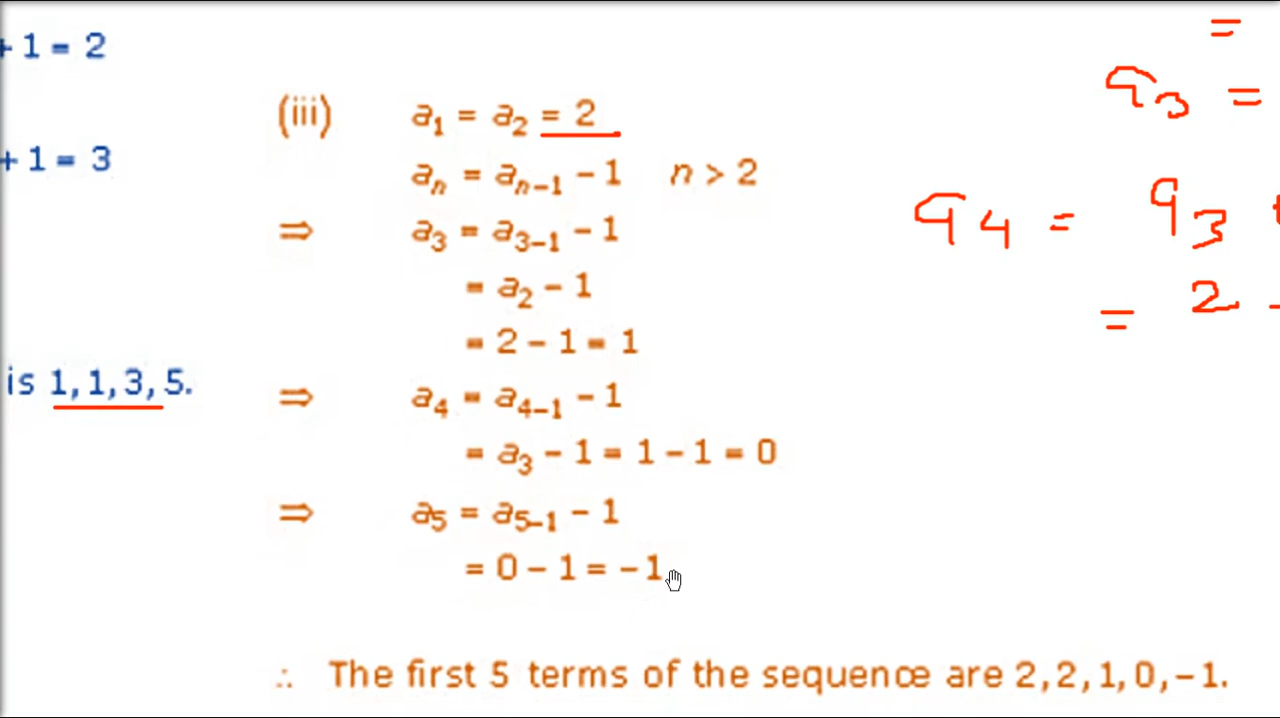 + 1 = 2
+ 1 = 3
is 1, 1, 3, 5.
(iii) a₁ = a₂ = 2
aₙ = aₙ₋₁ − 1 n > 2
⇒ a₃ = a₃₋₁ − 1
= a₂ − 1
= 2 − 1 = 1
⇒ a₄ = a₄₋₁ − 1
= a₃ − 1 = 1 − 1 = 0
⇒ a₅ = a₅₋₁ − 1
= 0 − 1 = −1
∴ The first 5 terms of the sequence are 2, 2, 1, 0, −1.
=
a₃ =
a₄ = a₃
= 2 -